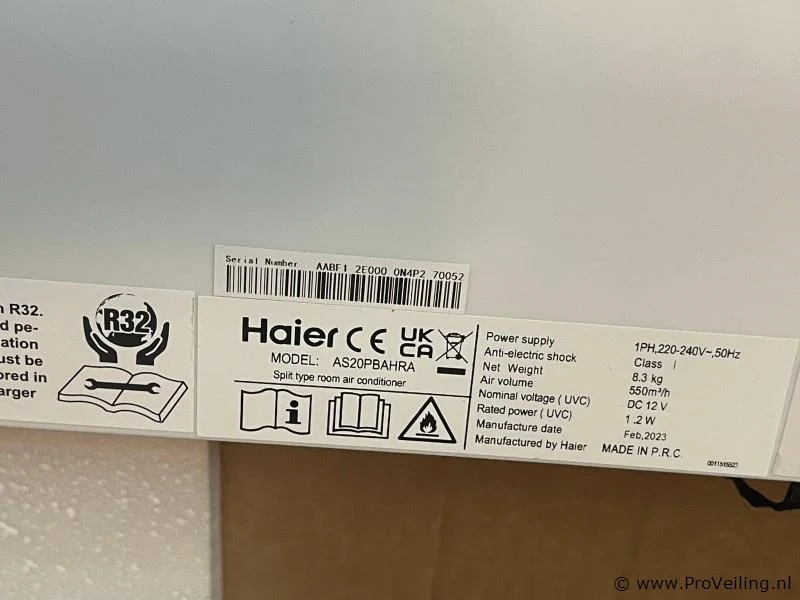 Serial Number AABF1 2E000 0N4P2 70052
R32.
pe-
ation
ust be
ored in
arger
R32
Haier CE UK CA
MODEL: AS20PBAHRA
Split type room air conditioner
Power supply 1PH,220-240V~,50Hz
Anti-electric shock Class I
Net Weight 8.3 kg
Air volume 550m³/h
Nominal voltage ( UVC) DC 12 V
Rated power ( UVC) 1.2 W
Manufacture date Feb,2023
Manufactured by Haier MADE IN P.R.C.
© www.ProVeiling.nl